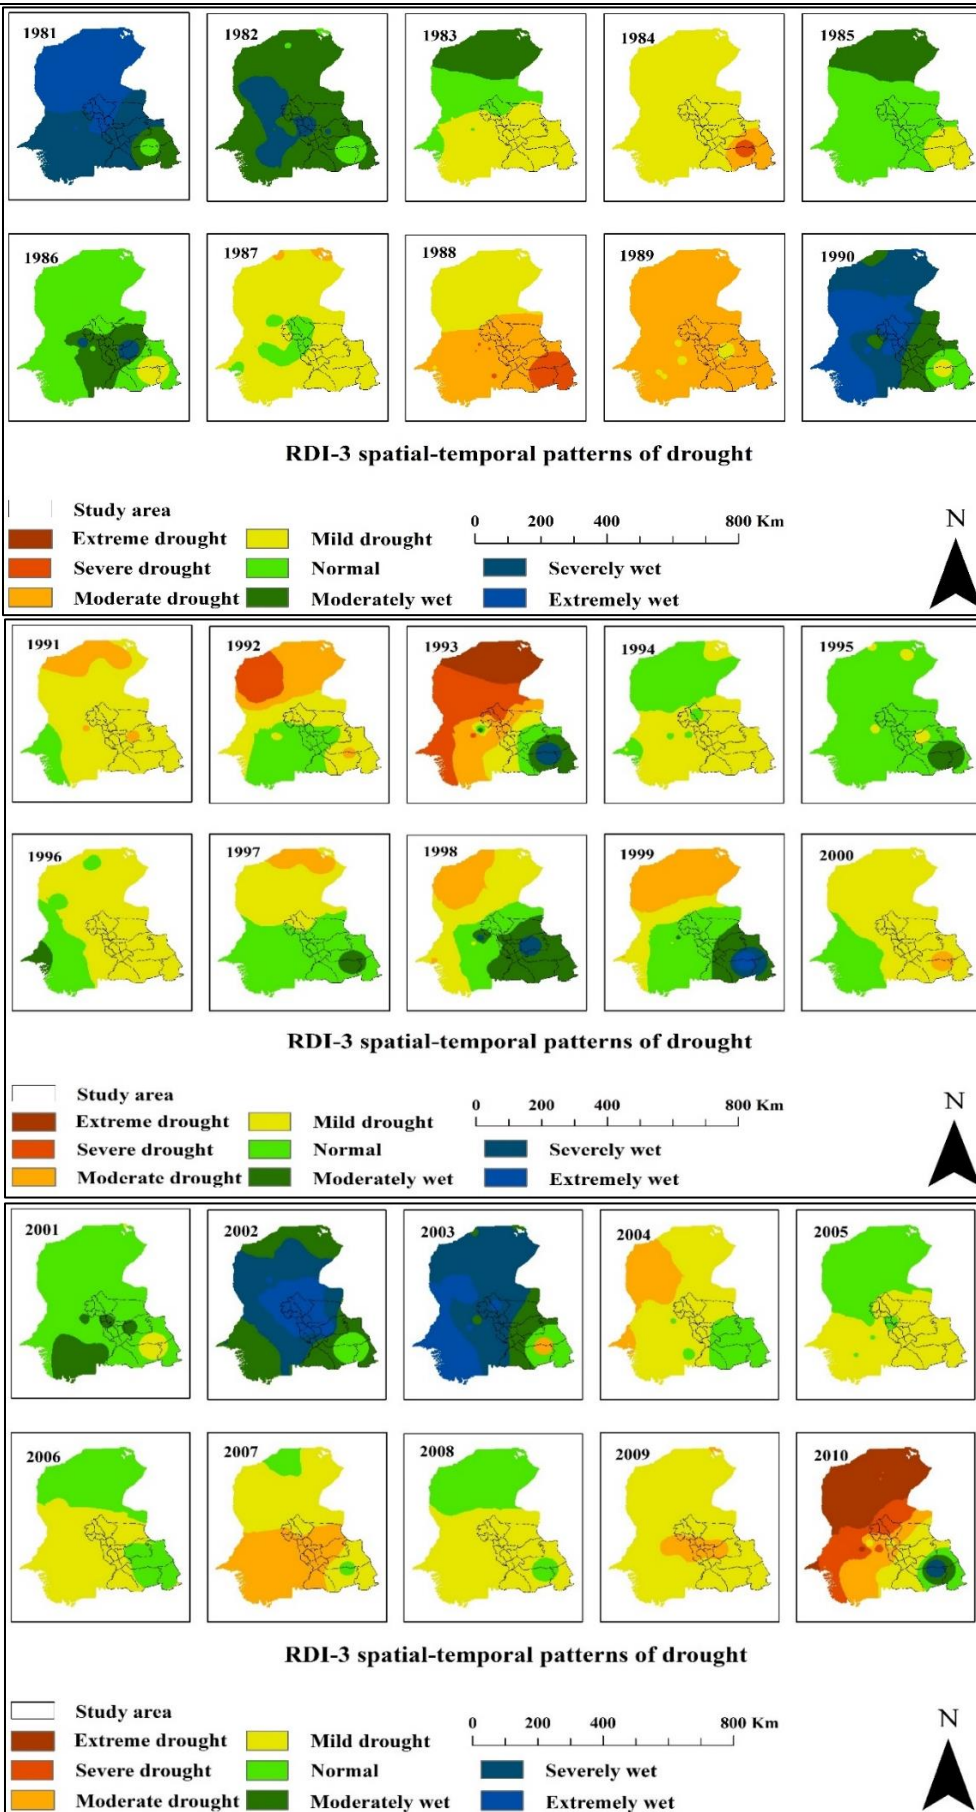 1981 1982 1983 1984 1985
1986 1987 1988 1989 1990
RDI-3 spatial-temporal patterns of drought
Study area
Extreme drought Mild drought
Severe drought Normal Severely wet
Moderate drought Moderately wet Extremely wet
0 200 400 800 Km
N
1991 1992 1993 1994 1995
1996 1997 1998 1999 2000
RDI-3 spatial-temporal patterns of drought
Study area
Extreme drought Mild drought
Severe drought Normal Severely wet
Moderate drought Moderately wet Extremely wet
0 200 400 800 Km
N
2001 2002 2003 2004 2005
2006 2007 2008 2009 2010
RDI-3 spatial-temporal patterns of drought
Study area
Extreme drought Mild drought
Severe drought Normal Severely wet
Moderate drought Moderately wet Extremely wet
0 200 400 800 Km
N